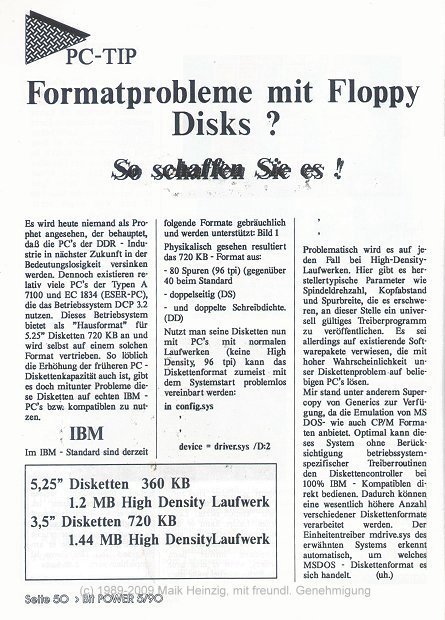 PC-TIP
Formatprobleme mit Floppy
Disks ?
So schaffen Sie es !
Es wird heute niemand als Pro-
phet angesehen, der behauptet,
daß die PC's der DDR - Indu-
strie in nächster Zukunft in der
Bedeutungslosigkeit versinken
werden. Dennoch existieren re-
lativ viele PC's der Typen A
7100 und EC 1834 (ESER-PC),
die das Betriebsystem DCP 3.2
nutzen. Dieses Betriebsystem
bietet als "Hausformat" für
5.25" Disketten 720 KB an und
wird selbst auf einem solchen
Format vertrieben. So löblich
die Erhöhung der früheren PC -
Diskettenkapazität auch ist, gibt
es doch mitunter Probleme die-
se Disketten auf echten IBM -
PC's bzw. kompatiblen zu nut-
zen.
IBM
Im IBM - Standard sind derzeit
folgende Formate gebräuchlich
und werden unterstützt: Bild 1
Physikalisch gesehen resultiert
das 720 KB - Format aus:
- 80 Spuren (96 tpi) (gegenüber
40 beim Standard
- doppelseitig (DS)
- und doppelte Schreibdichte.
(DD)
Nutzt man seine Disketten nun
mit PC's mit normalen
Laufwerken (keine High
Density, 96 tpi) kann das
Diskettenformat zumeist mit
dem Systemstart problemlos
vereinbart werden:
in config.sys
device = driver.sys /D:2
5,25" Disketten 360 KB
1.2 MB High Density Laufwerk
3,5" Disketten 720 KB
1.44 MB High DensityLaufwerk
Problematisch wird es auf je-
den Fall bei High-Density-
Laufwerken. Hier gibt es her-
stellertypische Parameter wie
Spindeldrehzahl, Kopfabstand
und Spurbreite, die es erschwe-
ren, an dieser Stelle ein univer-
sell gültiges Treiberprogramm
zu veröffentlichen. Es sei
allerdings auf existierende Soft-
warepakete verwiesen, die mit
hoher Wahrscheinlichkeit un-
ser Diskettenproblem auf belie-
bigen PC's lösen.
Mir stand unter anderem Super-
copy von Generics zur Verfü-
gung, da die Emulation von MS
DOS- wie auch CP/M Forma-
ten anbietet. Optimal kann die-
ses System ohne Berück-
sichtigung betriebssystem-
spezifischer Treiberroutinen
den Diskettencontroller bei
100% IBM - Kompatiblen di-
rekt bedienen. Dadurch können
eine wesentlich höhere Anzahl
verschiedener Diskettenformate
verarbeitet werden. Der
Einheitentreiber mdrive.sys des
erwähnten Systems erkennt
automatisch, um welches
MSDOS - Diskettenformat es
sich handelt. (uh.)
(c) 1989-2009 Maik Heinzig, mit freundl. Genehmigung
Seite 50 > Bit POWER 5/90